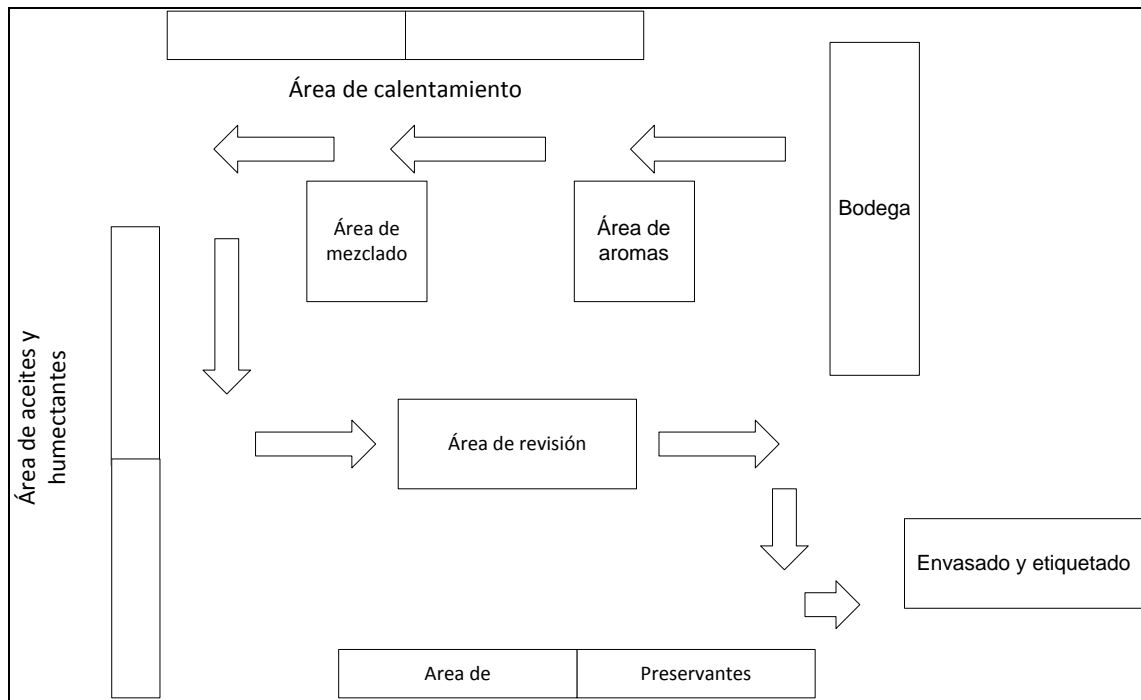 Área de calentamiento
Bodega
Área de
mezclado
Área de
aromas
Área de aceites y
humectantes
Área de revisión
Envasado y etiquetado
Area de
Preservantes